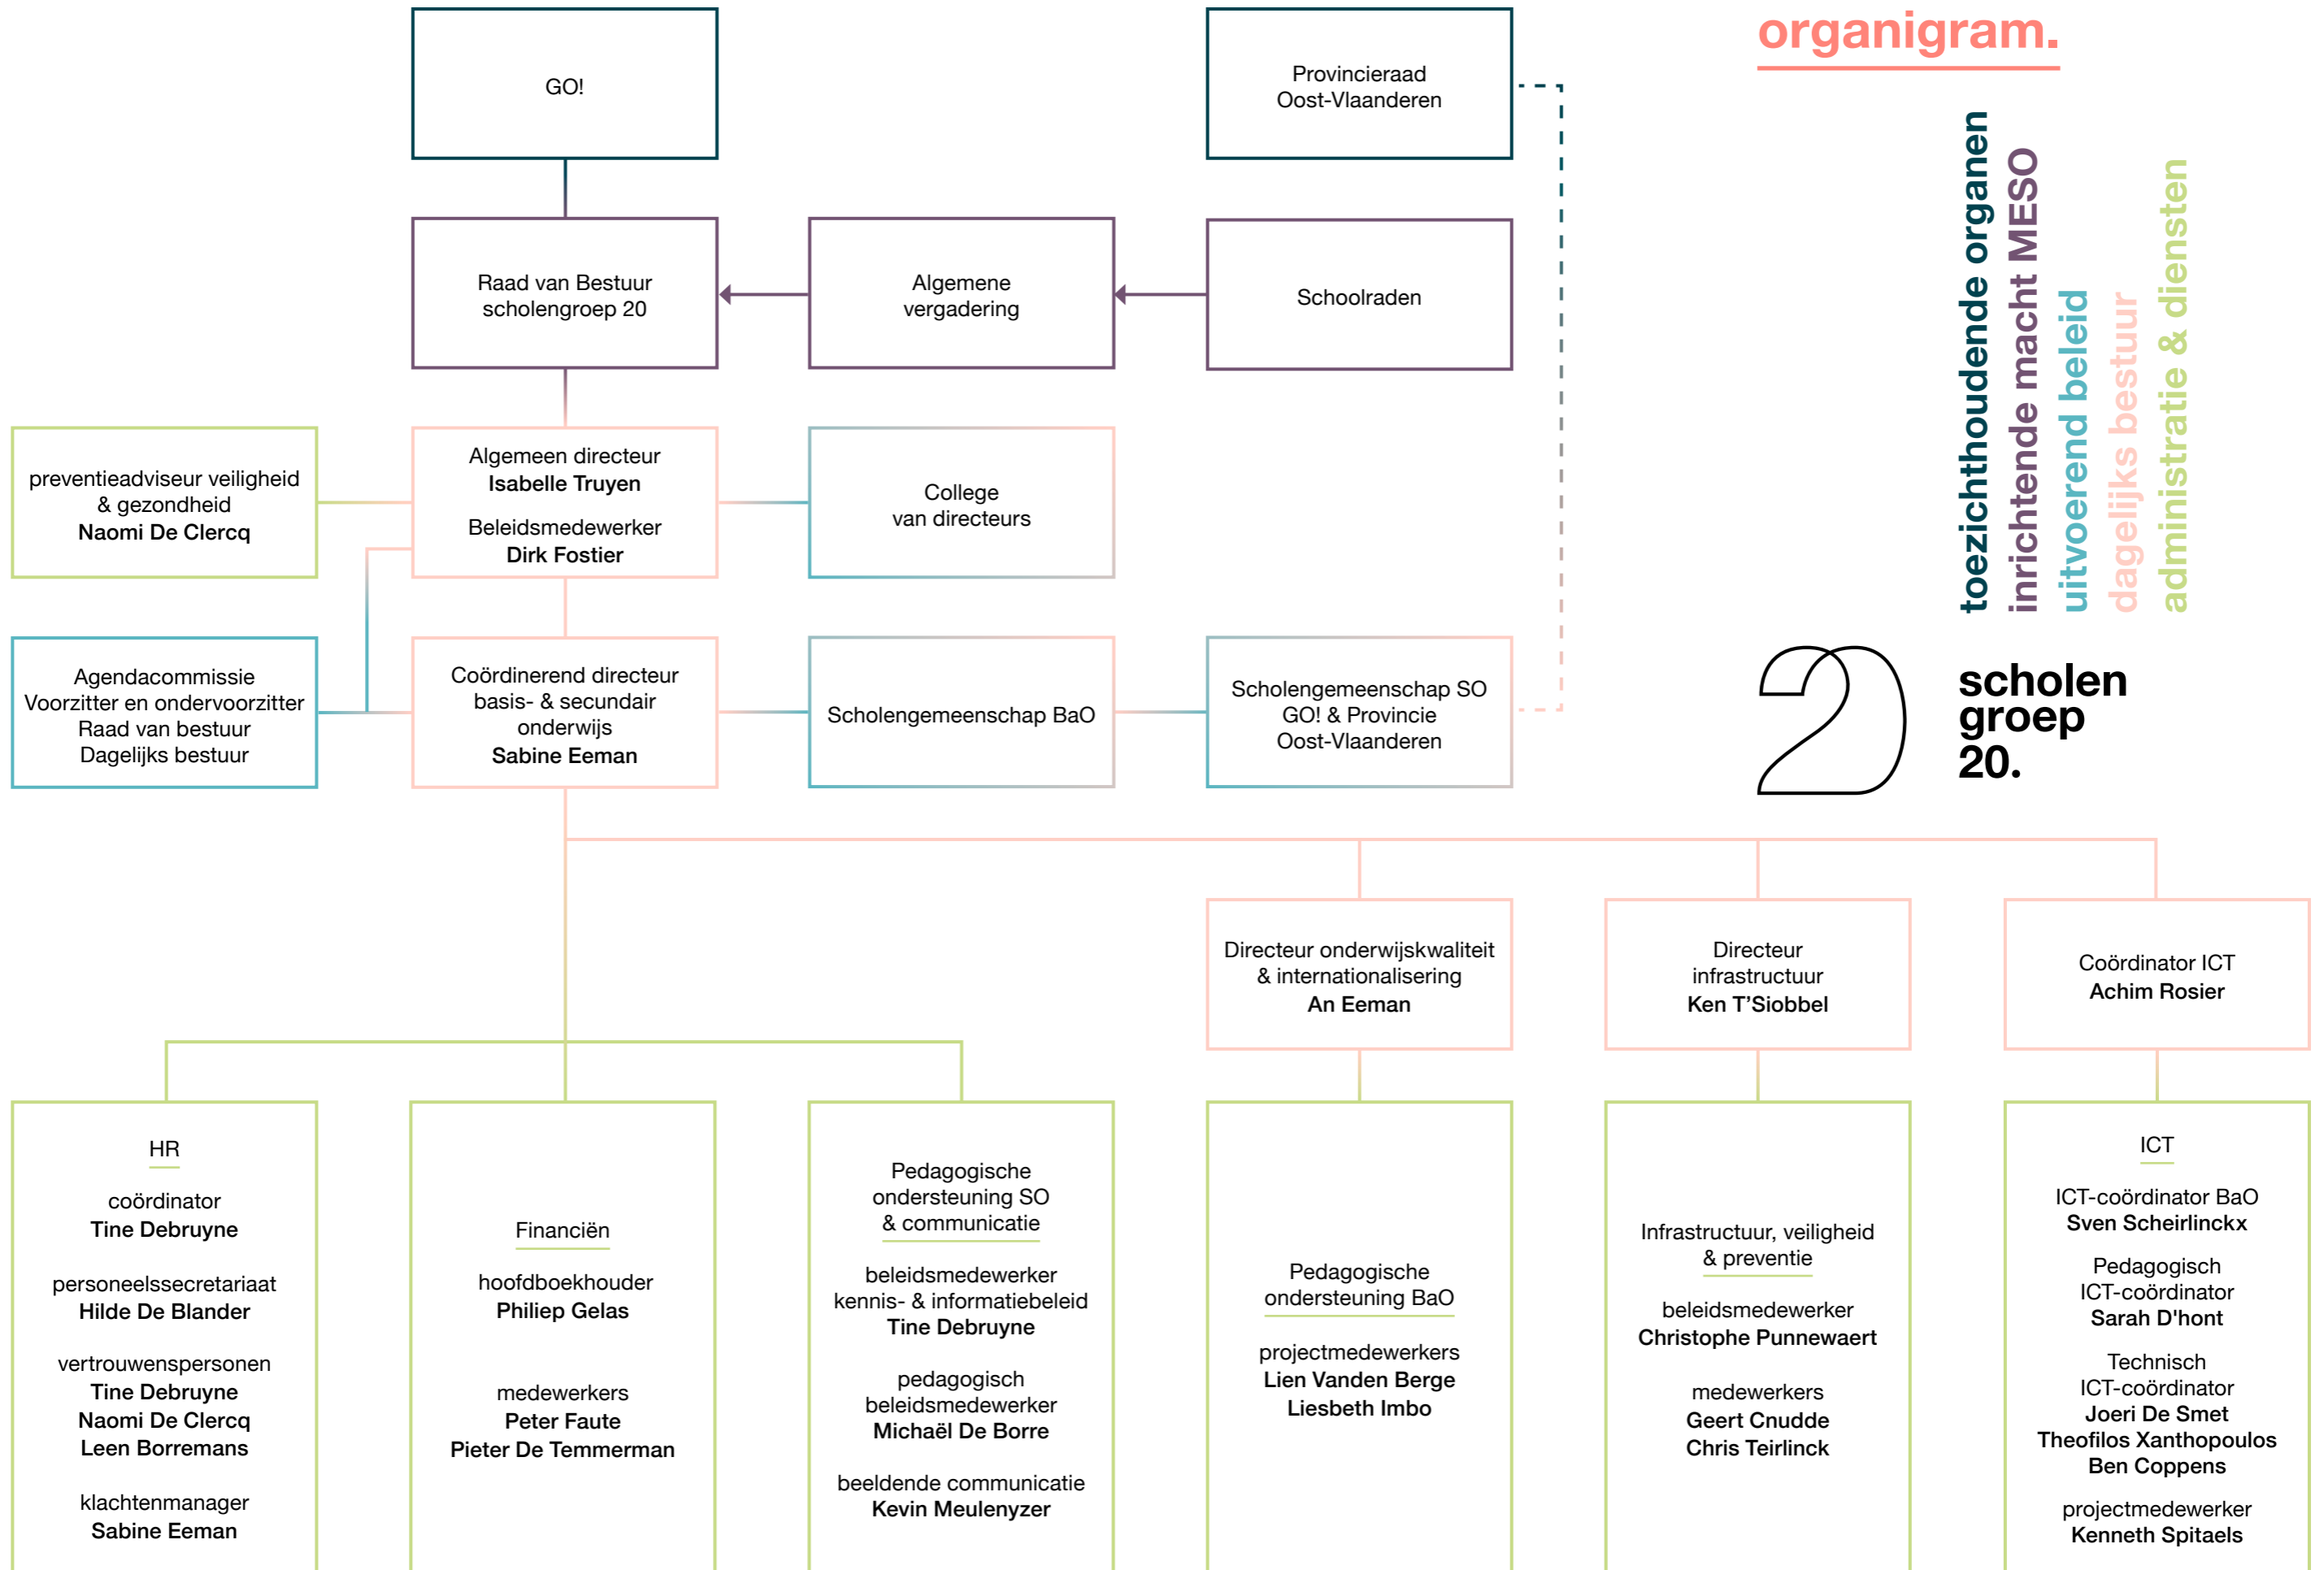 organigram.
GO!
Provincieraad
Oost-Vlaanderen
toezichthoudende organen
inrichtende macht MESO
uitvoerend beleid
dagelijks bestuur
administratie & diensten
Raad van Bestuur
scholengroep 20
Algemene
vergadering
Schoolraden
preventieadviseur veiligheid
& gezondheid
Naomi De Clercq
Algemeen directeur
Isabelle Truyen
Beleidsmedewerker
Dirk Fostier
College
van directeurs
Agendacommissie
Voorzitter en ondervoorzitter
Raad van bestuur
Dagelijks bestuur
Coördinerend directeur
basis- & secundair
onderwijs
Sabine Eeman
Scholengemeenschap BaO
Scholengemeenschap SO
GO! & Provincie
Oost-Vlaanderen
20
scholen
groep
20.
Directeur onderwijskwaliteit
& internationalisering
An Eeman
Directeur
infrastructuur
Ken T’Siobbel
Coördinator ICT
Achim Rosier
HR
coördinator
Tine Debruyne
personeelssecretariaat
Hilde De Blander
vertrouwenspersonen
Tine Debruyne
Naomi De Clercq
Leen Borremans
klachtenmanager
Sabine Eeman
Financiën
hoofdboekhouder
Philiep Gelas
medewerkers
Peter Faute
Pieter De Temmerman
Pedagogische
ondersteuning SO
& communicatie
beleidsmedewerker
kennis- & informatiebeleid
Tine Debruyne
pedagogisch
beleidsmedewerker
Michaël De Borre
beeldende communicatie
Kevin Meulenyzer
Pedagogische
ondersteuning BaO
projectmedewerkers
Lien Vanden Berge
Liesbeth Imbo
Infrastructuur, veiligheid
& preventie
beleidsmedewerker
Christophe Punnewaert
medewerkers
Geert Cnudde
Chris Teirlinck
ICT
ICT-coördinator BaO
Sven Scheirlinckx
Pedagogisch
ICT-coördinator
Sarah D'hont
Technisch
ICT-coördinator
Joeri De Smet
Theofilos Xanthopoulos
Ben Coppens
projectmedewerker
Kenneth Spitaels